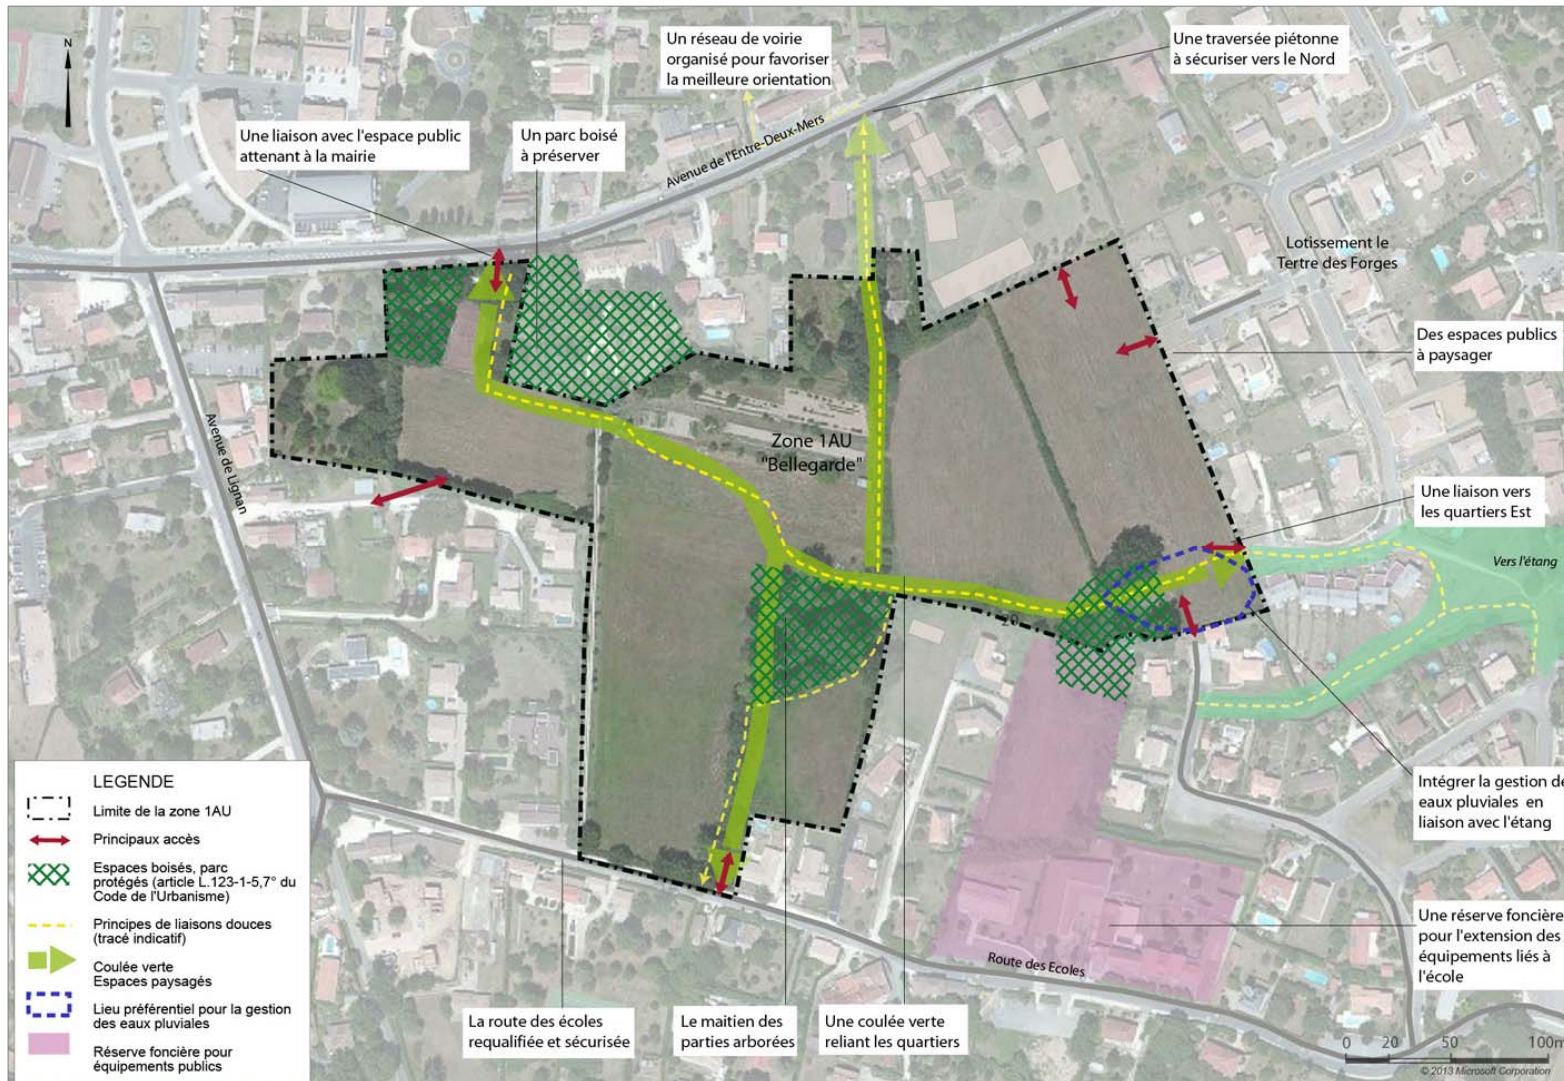 N
Un réseau de voirie
organisé pour favoriser
la meilleure orientation
Une traversée piétonne
à sécuriser vers le Nord
Une liaison avec l'espace public
attenant à la mairie
Un parc boisé
à préserver
Avenue de l'Entre-Deux-Mers
Lotissement le
Tertre des Forges
Des espaces publics
à paysager
Avenue de Lignan
Zone 1AU
"Bellegarde"
Une liaison vers
les quartiers Est
Vers l'étang
20
Intégrer la gestion de
eaux pluviales en
liaison avec l'étang
Une réserve foncière
pour l'extension des
équipements liés à
l'école
Route des Ecoles
La route des écoles
requalifiée et sécurisée
Le maitien des
parties arborées
Une coulée verte
reliant les quartiers
LEGENDE
Limite de la zone 1AU
Principaux accès
Espaces boisés, parc
protégés (article L.123-1-5,7° du
Code de l'Urbanisme)
Principes de liaisons douces
(tracé indicatif)
Coulée verte
Espaces paysagés
Lieu préférentiel pour la gestion
des eaux pluviales
Réserve foncière pour
équipements publics
0 20 50 100m
© 2013 Microsoft Corporation